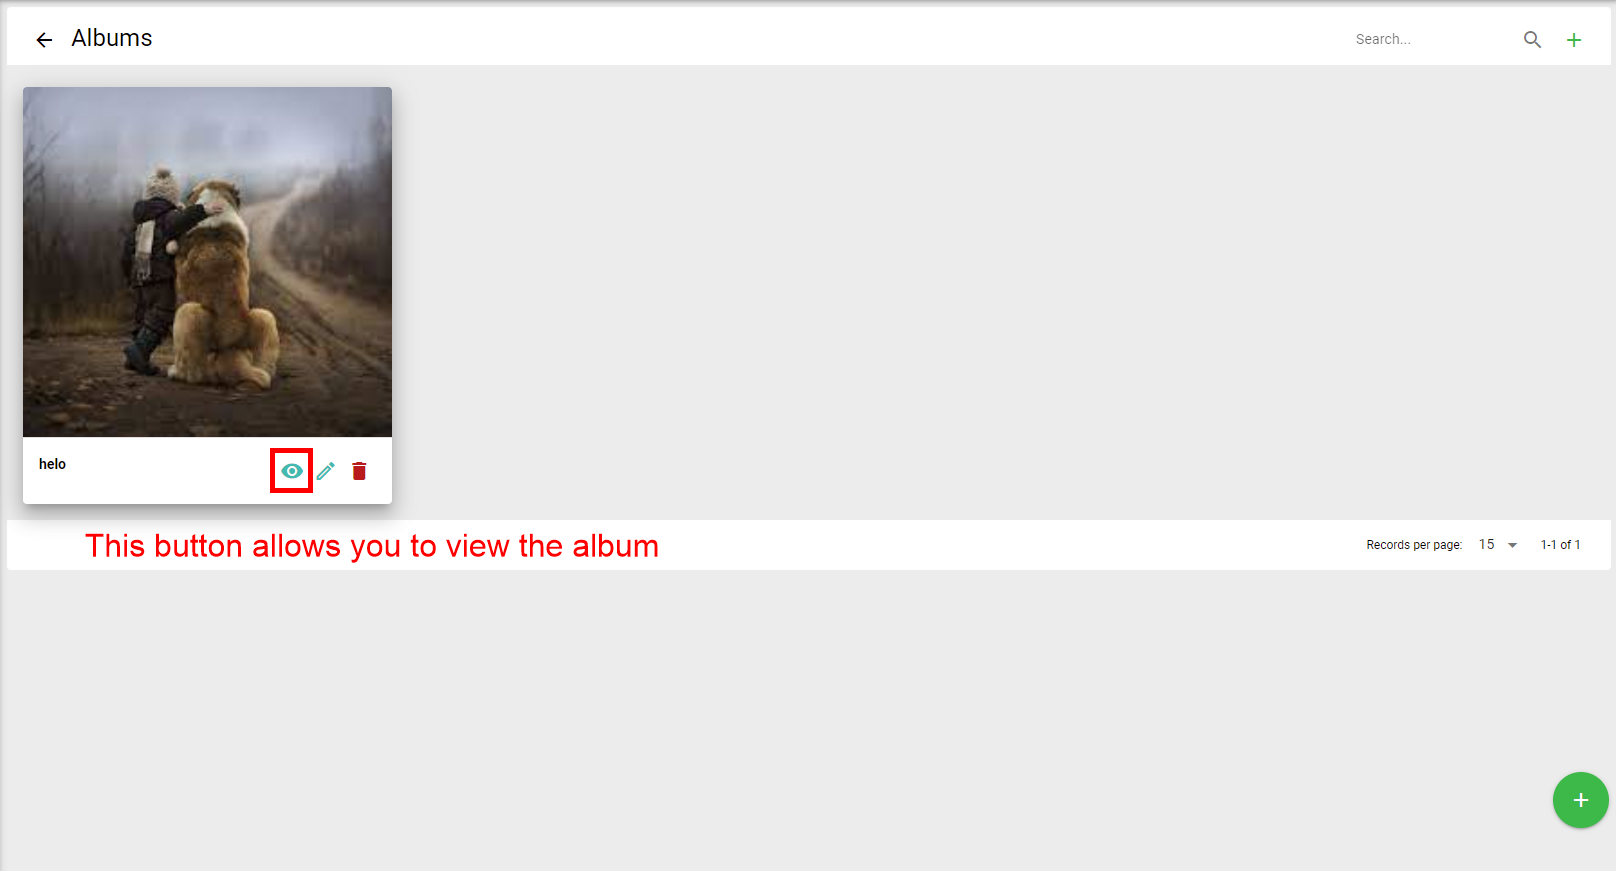 Albums
Search...
helo
This button allows you to view the album
Records per page: 15 1-1 of 1